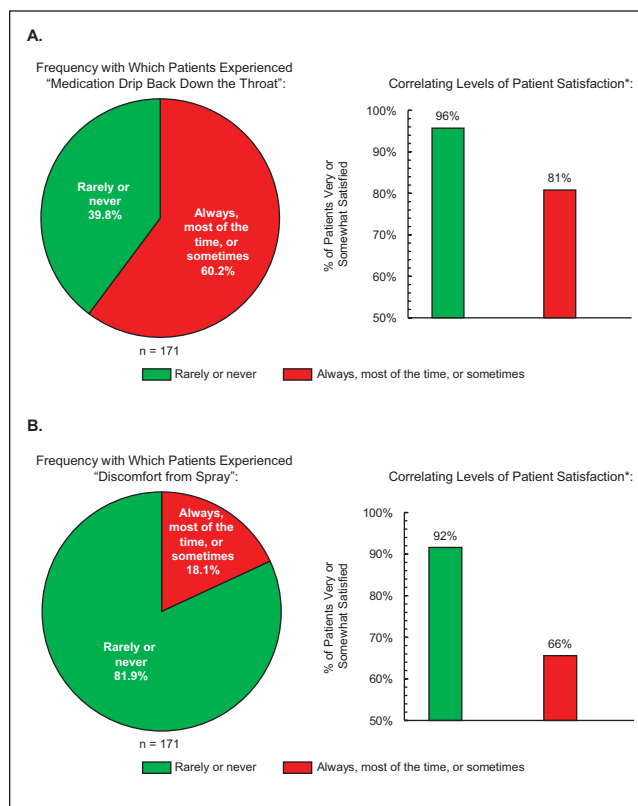 A.
Frequency with Which Patients Experienced
“Medication Drip Back Down the Throat”:
Rarely or
never
39.8%
Always,
most of the
time, or
sometimes
60.2%
n = 171
Correlating Levels of Patient Satisfaction*:
% of Patients Very or
Somewhat Satisfied
100%
90%
80%
70%
60%
50%
96%
81%
Rarely or never
Always, most of the time, or sometimes
B.
Frequency with Which Patients Experienced
“Discomfort from Spray”:
Always,
most of the
time, or
sometimes
18.1%
Rarely or
never
81.9%
n = 171
Correlating Levels of Patient Satisfaction*:
% of Patients Very or
Somewhat Satisfied
100%
90%
80%
70%
60%
50%
92%
66%
Rarely or never
Always, most of the time, or sometimes